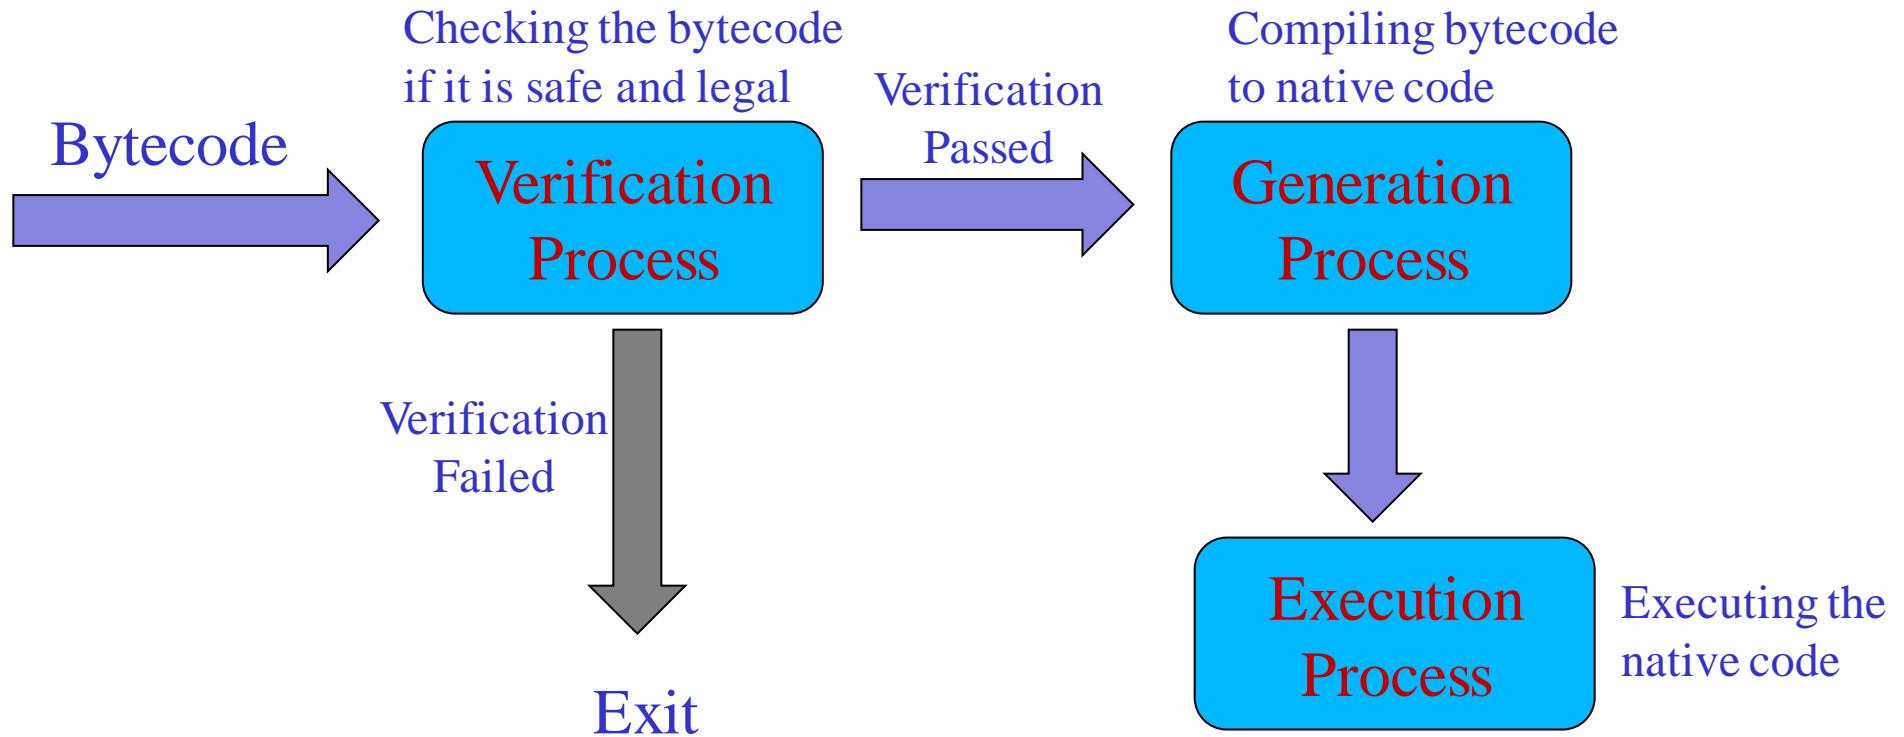 Checking the bytecode
if it is safe and legal
Compiling bytecode
to native code
Bytecode
Verification
Passed
Verification
Process
Generation
Process
Verification
Failed
Exit
Execution
Process
Executing the
native code